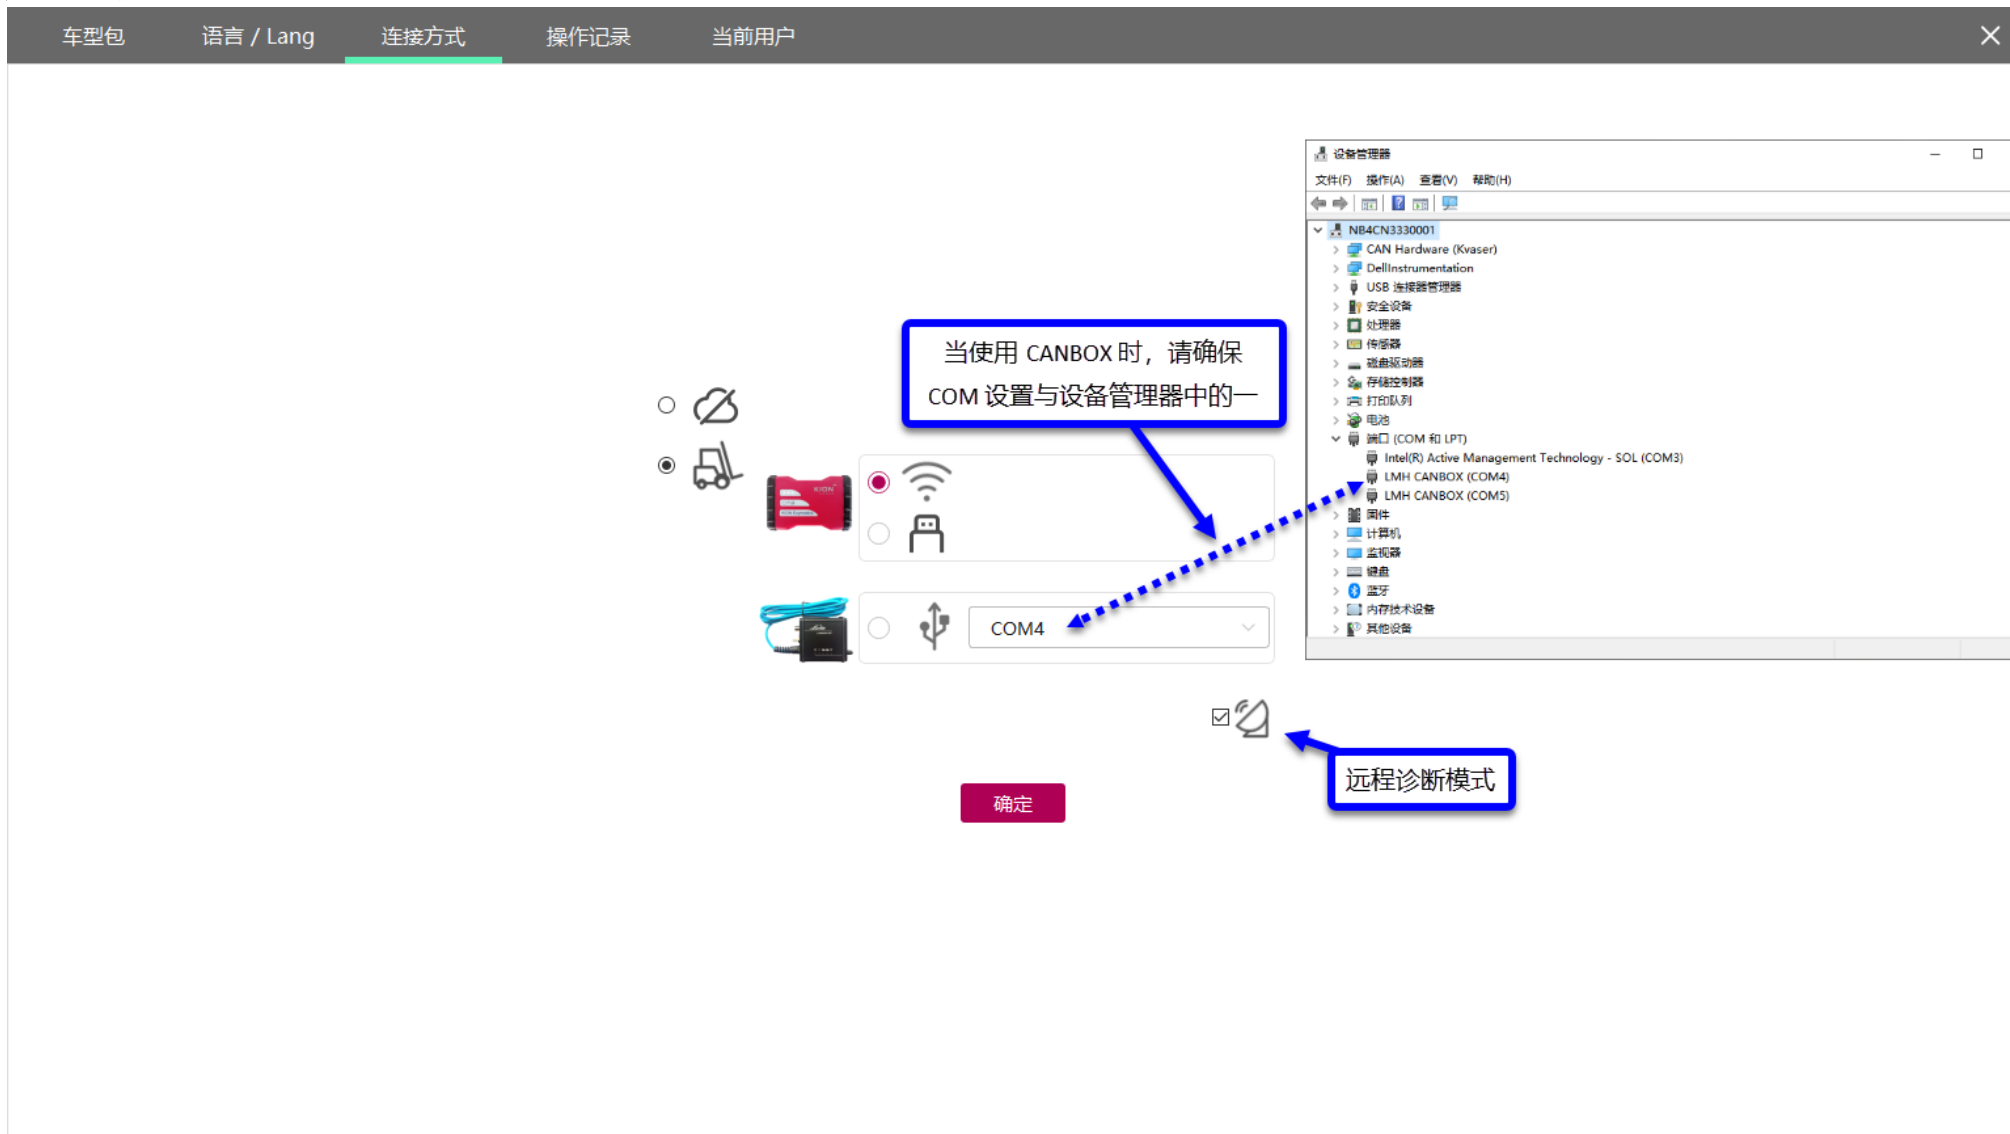 车型包
语言 / Lang
连接方式
操作记录
当前用户
设备管理器
文件(F) 操作(A) 查看(V) 帮助(H)
NB4CN3330001
CAN Hardware (Kvaser)
DellInstrumentation
USB 连接器管理器
安全设备
处理器
传感器
磁盘驱动器
存储控制器
打印队列
电池
端口 (COM 和 LPT)
Intel(R) Active Management Technology - SOL (COM3)
LMH CANBOX (COM4)
LMH CANBOX (COM5)
固件
计算机
监视器
键盘
蓝牙
内存技术设备
其他设备
当使用 CANBOX 时，请确保
COM 设置与设备管理器中的一
KION
COM4
远程诊断模式
确定